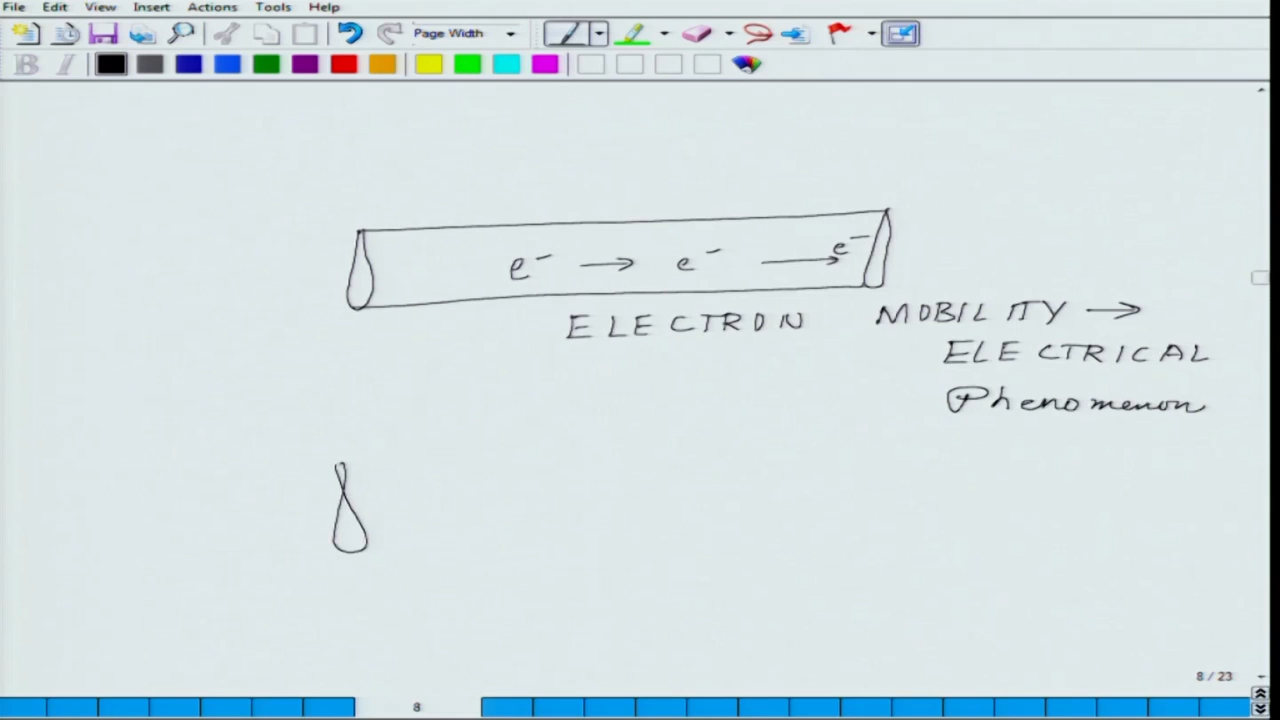 File Edit View Insert Actions Tools Help
Page Width
B I
e⁻ → e⁻ → e⁻
ELECTRON MOBILITY →
ELECTRICAL
Phenomenon
8 / 23
8